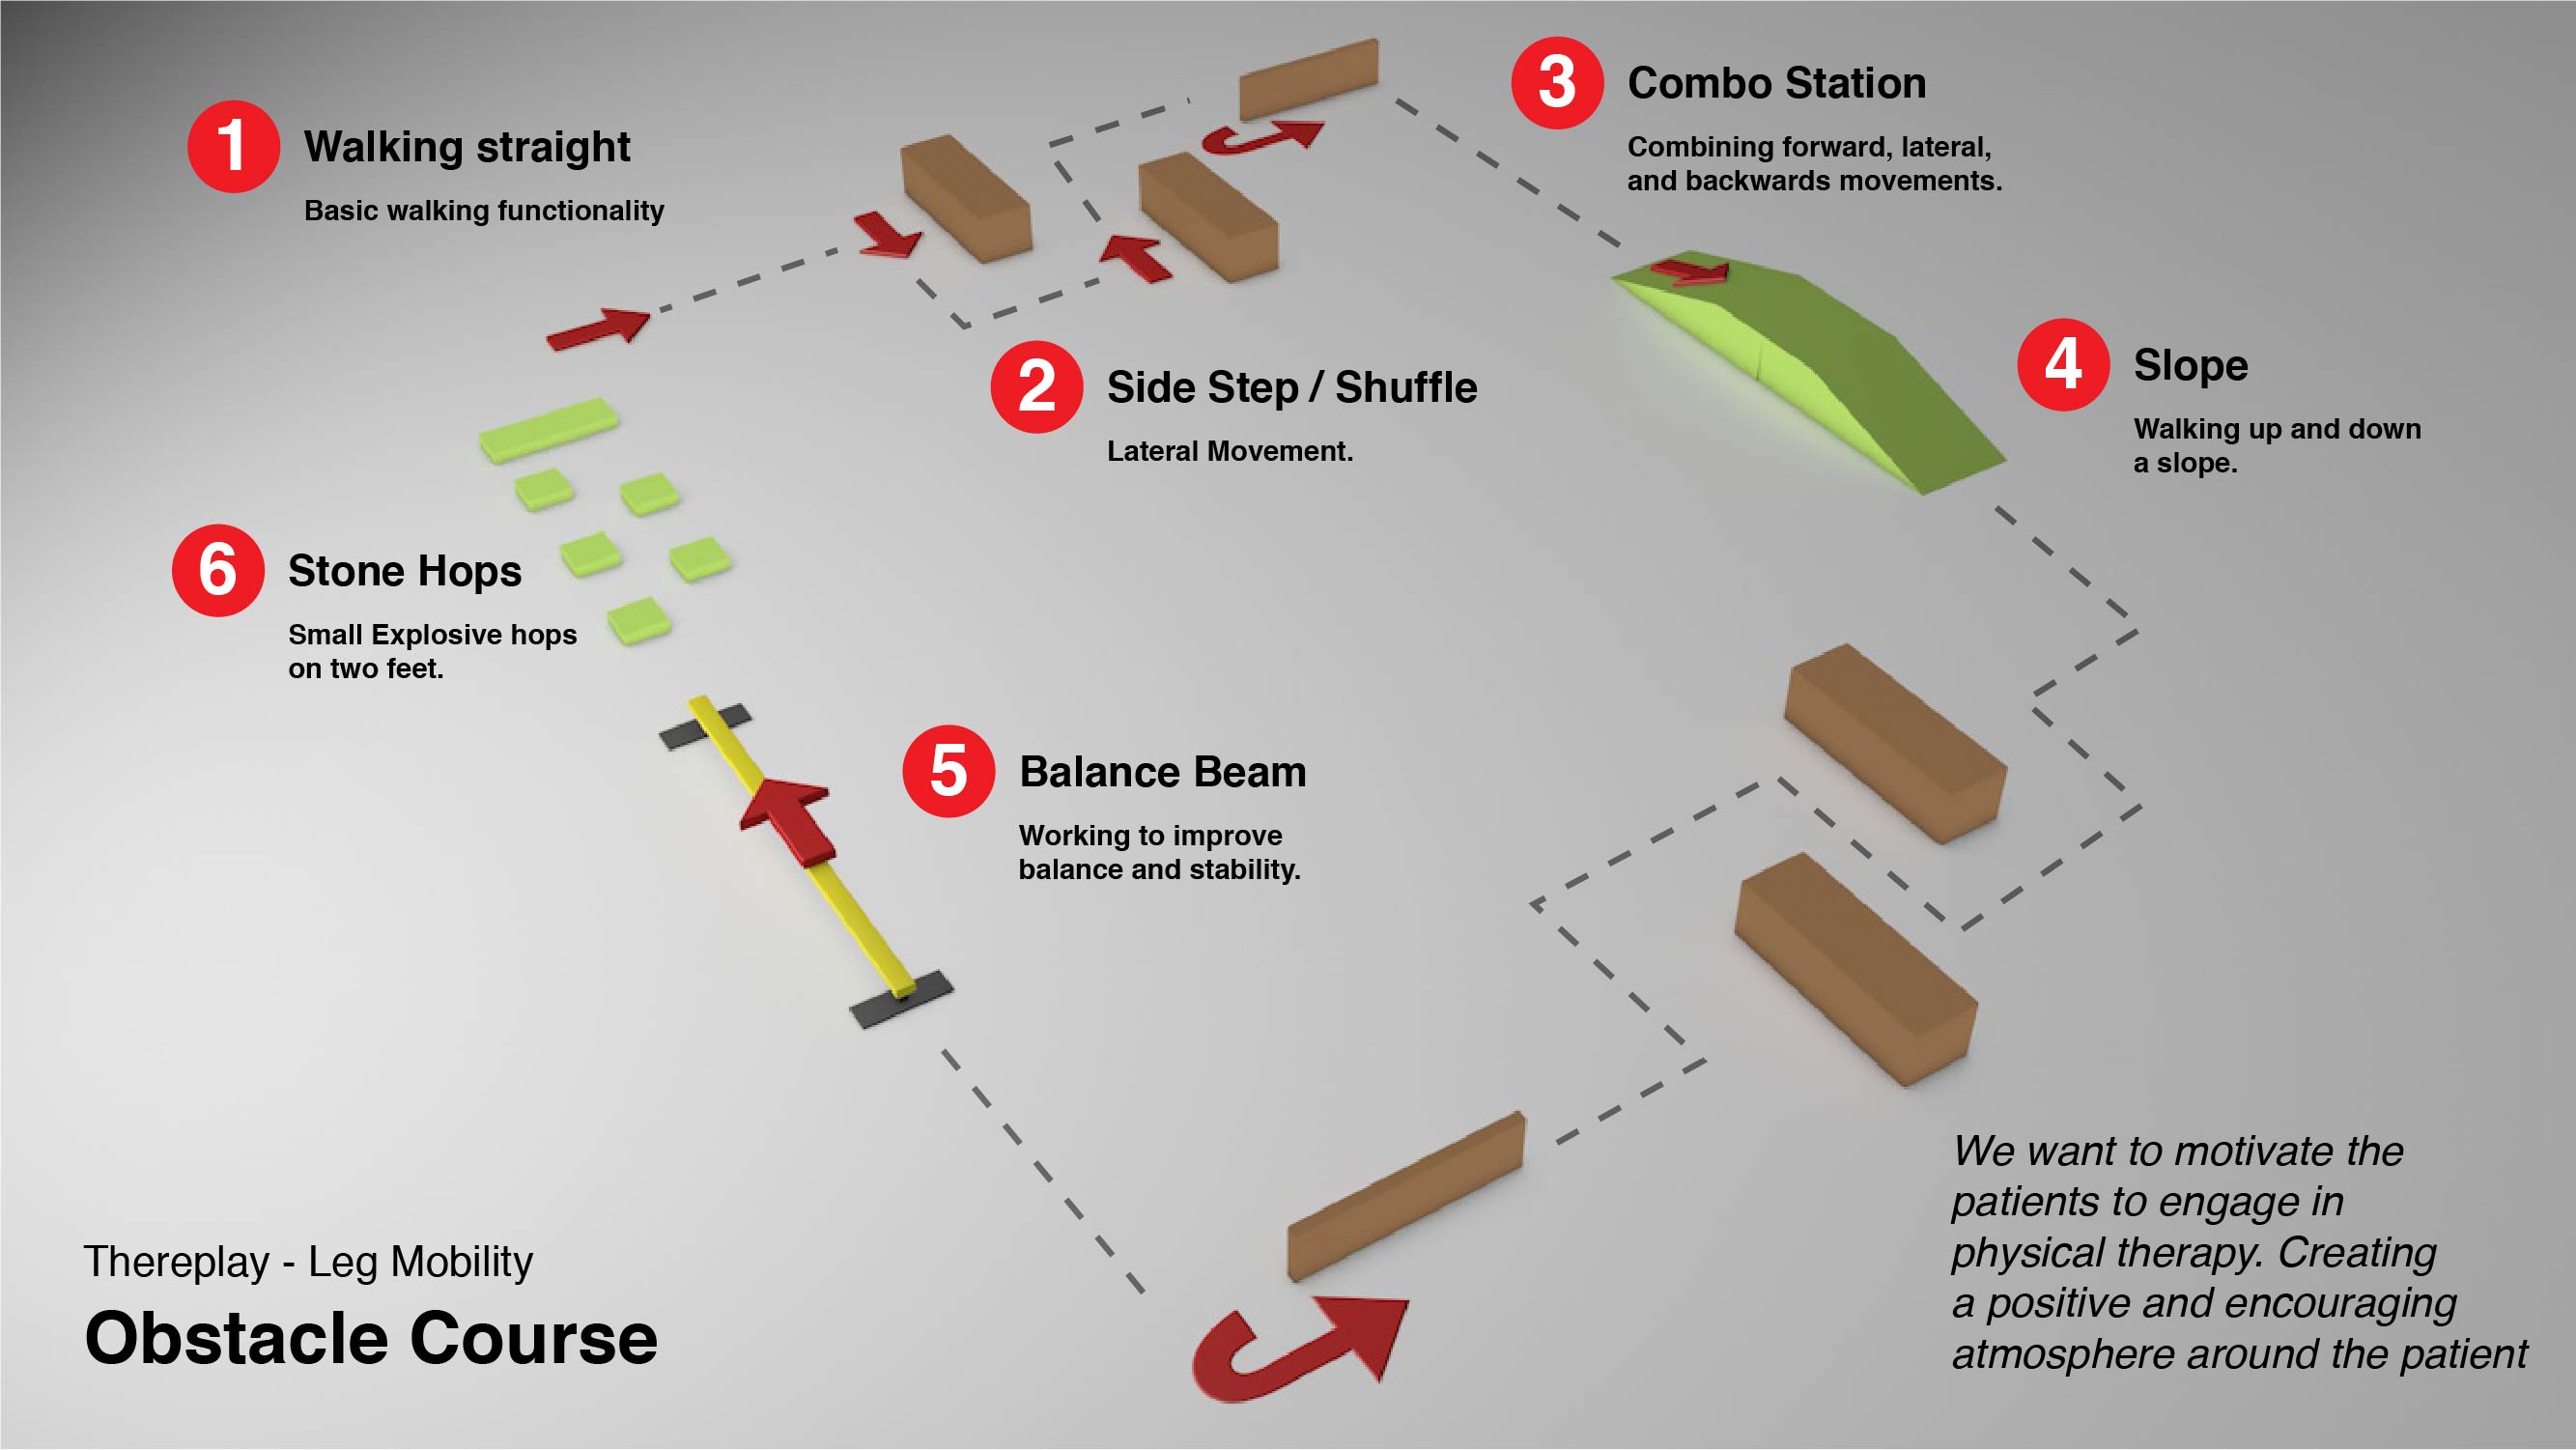 1
Walking straight
Basic walking functionality
2
Side Step / Shuffle
Lateral Movement.
3
Combo Station
Combining forward, lateral,
and backwards movements.
4
Slope
Walking up and down
a slope.
5
Balance Beam
Working to improve
balance and stability.
6
Stone Hops
Small Explosive hops
on two feet.
Thereplay - Leg Mobility
Obstacle Course
We want to motivate the
patients to engage in
physical therapy. Creating
a positive and encouraging
atmosphere around the patient